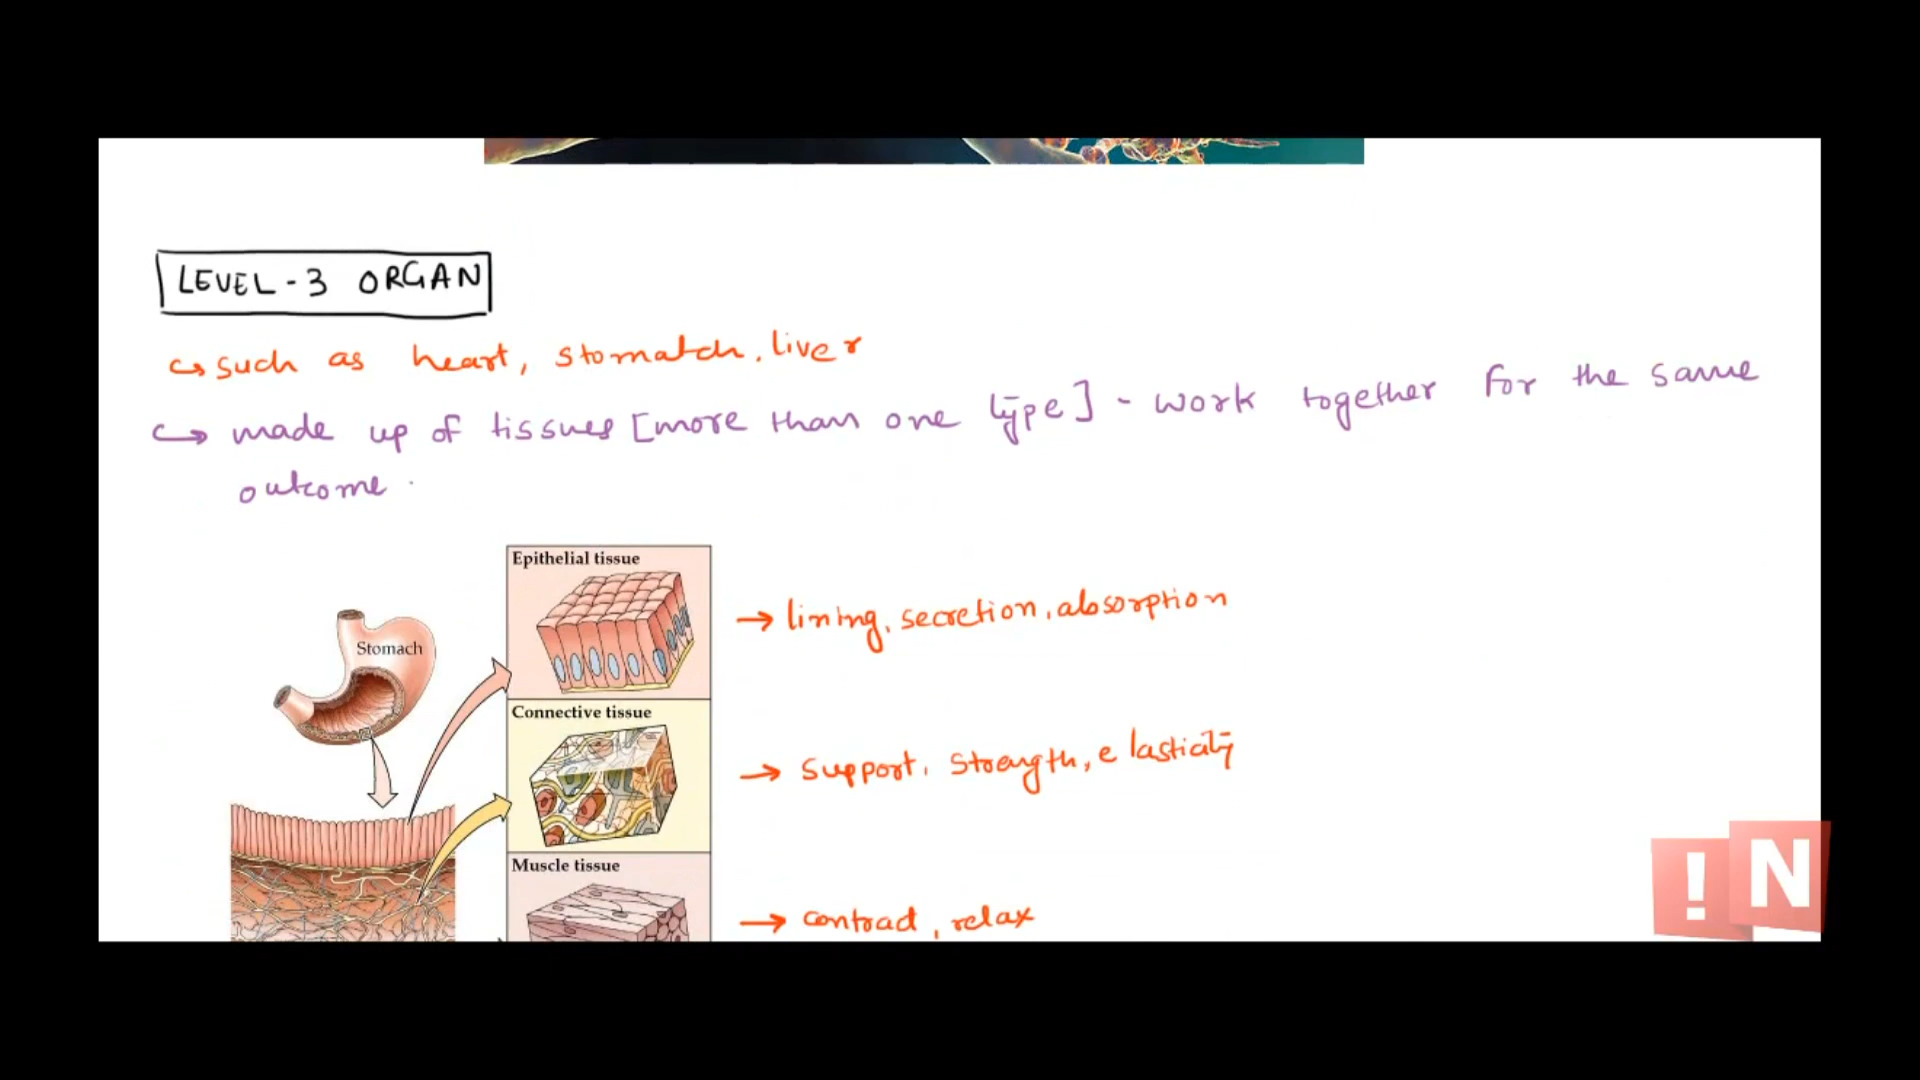 LEVEL-3 ORGAN
such as heart, stomatch, liver
made up of tissues [more than one type] - work together for the same
outcome.
Epithelial tissue
lining, secretion, absorption
Stomach
Connective tissue
support, strength, elasticity
Muscle tissue
contract, relax
! N